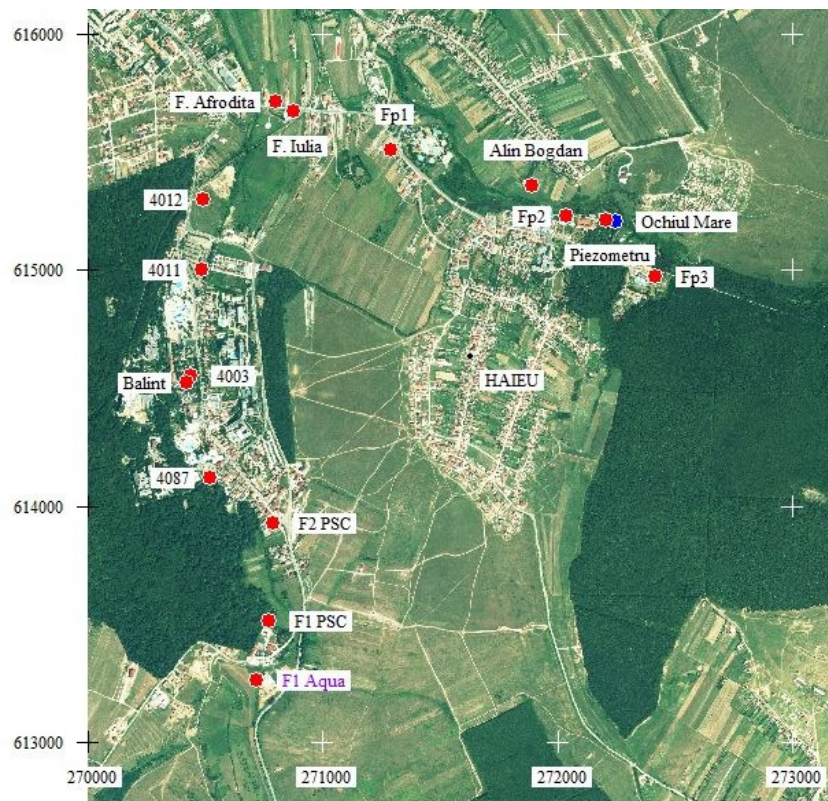 616000
F. Afrodita
F. Iulia
Fp1
Alin Bogdan
4012
Fp2
Ochiul Mare
Piezometru
615000
4011
Fp3
Balint
4003
HAIEU
4087
614000
F2 PSC
F1 PSC
F1 Aqua
613000
270000
271000
272000
273000